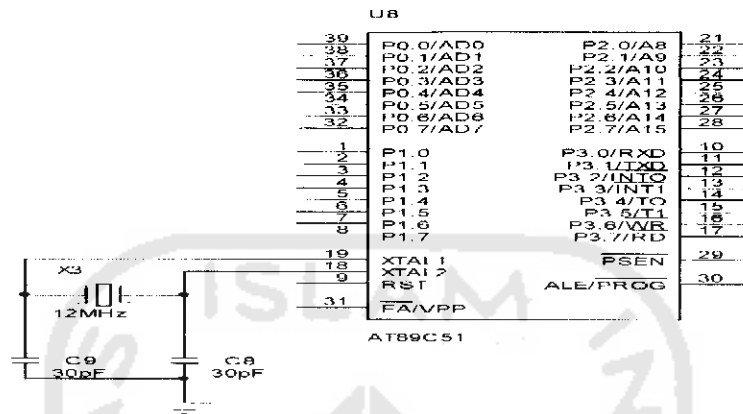 U8
39 P0.0/AD0 P2.0/A8 21
38 P0.1/AD1 P2.1/A9 22
37 P0.2/AD2 P2.2/A10 23
36 P0.3/AD3 P2.3/A11 24
35 P0.4/AD4 P2.4/A12 25
34 P0.5/AD5 P2.5/A13 26
33 P0.6/AD6 P2.6/A14 27
32 P0.7/AD7 P2.7/A15 28
1 P1.0 P3.0/RXD 10
2 P1.1 P3.1/TXD 11
3 P1.2 P3.2/INT0 12
4 P1.3 P3.3/INT1 13
5 P1.4 P3.4/TO 14
6 P1.5 P3.5/T1 15
7 P1.6 P3.6/WR 16
8 P1.7 P3.7/RD 17
19 XTAL1 PSEN 29
18 XTAL2
9 RST ALE/PROG 30
31 EA/VPP
X3
12MHz
AT89C51
C9 C8
30pF 30pF
ISLAM